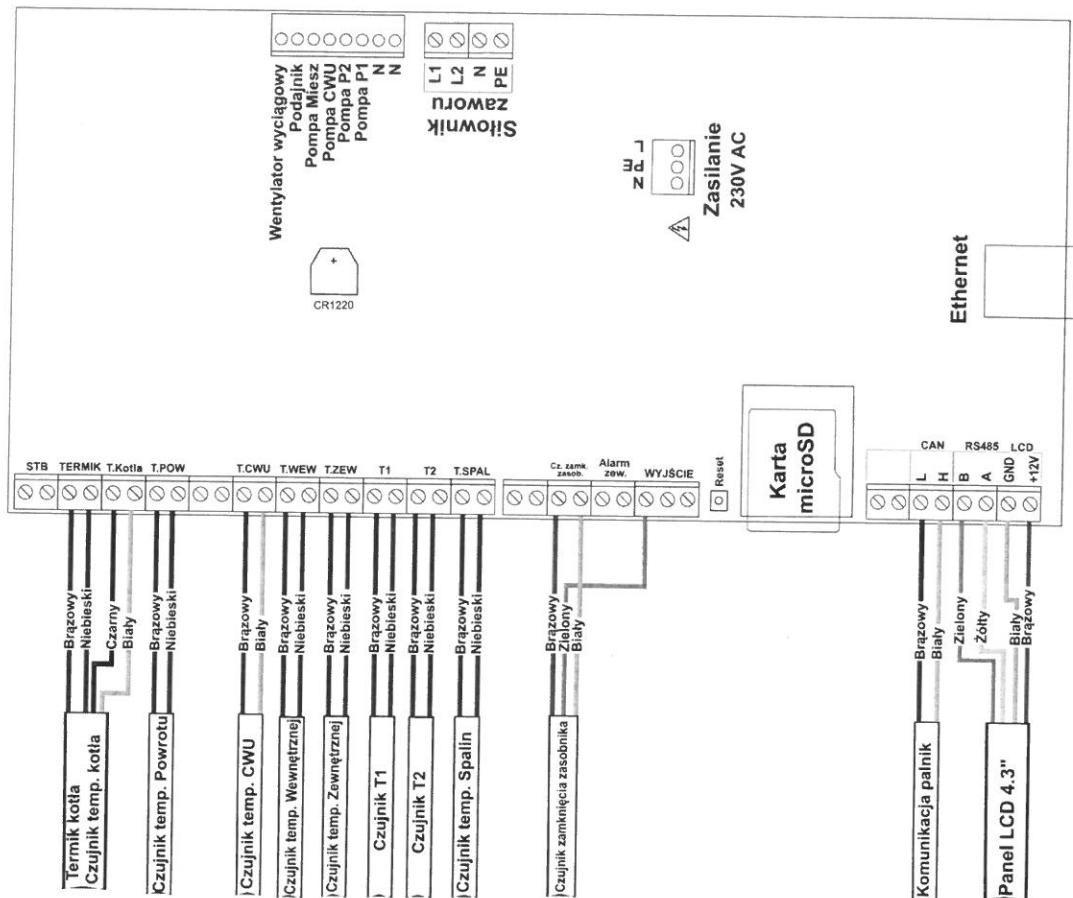 Wentylator wyciągowy
Podajnik
Pompa Miesz
Pompa CWU
Pompa P2
Pompa P1
N
N
L1
L2
N
PE
Siłownik
zaworu
L
PE
N
Zasilanie
230V AC
+
CR1220
Ethernet
STB
TERMIK
T.Kotla
T.POW
T.CWU
T.WEW
T.ZEW
T1
T2
T.SPAL
Cz. zamk.
zasob.
Alarm
zew.
WYJŚCIE
Reset
Karta
microSD
CAN
RS485
LCD
L
H
B
A
GND
+12V
Brązowy
Niebieski
Czarny
Biały
Brązowy
Niebieski
Brązowy
Biały
Brązowy
Niebieski
Brązowy
Niebieski
Brązowy
Niebieski
Brązowy
Niebieski
Brązowy
Niebieski
Brązowy
Zielony
Biały
Brązowy
Biały
Zielony
Żółty
Biały
Brązowy
Termik kotła
)Czujnik temp. kotła
)Czujnik temp. Powrotu
)Czujnik temp. CWU
)Czujnik temp. Wewnętrznej
)Czujnik temp. Zewnętrznej
) Czujnik T1
) Czujnik T2
)Czujnik temp. Spalin
)Czujnik zamknięcia zasobnika
)Komunikacja palnik
)Panel LCD 4.3"